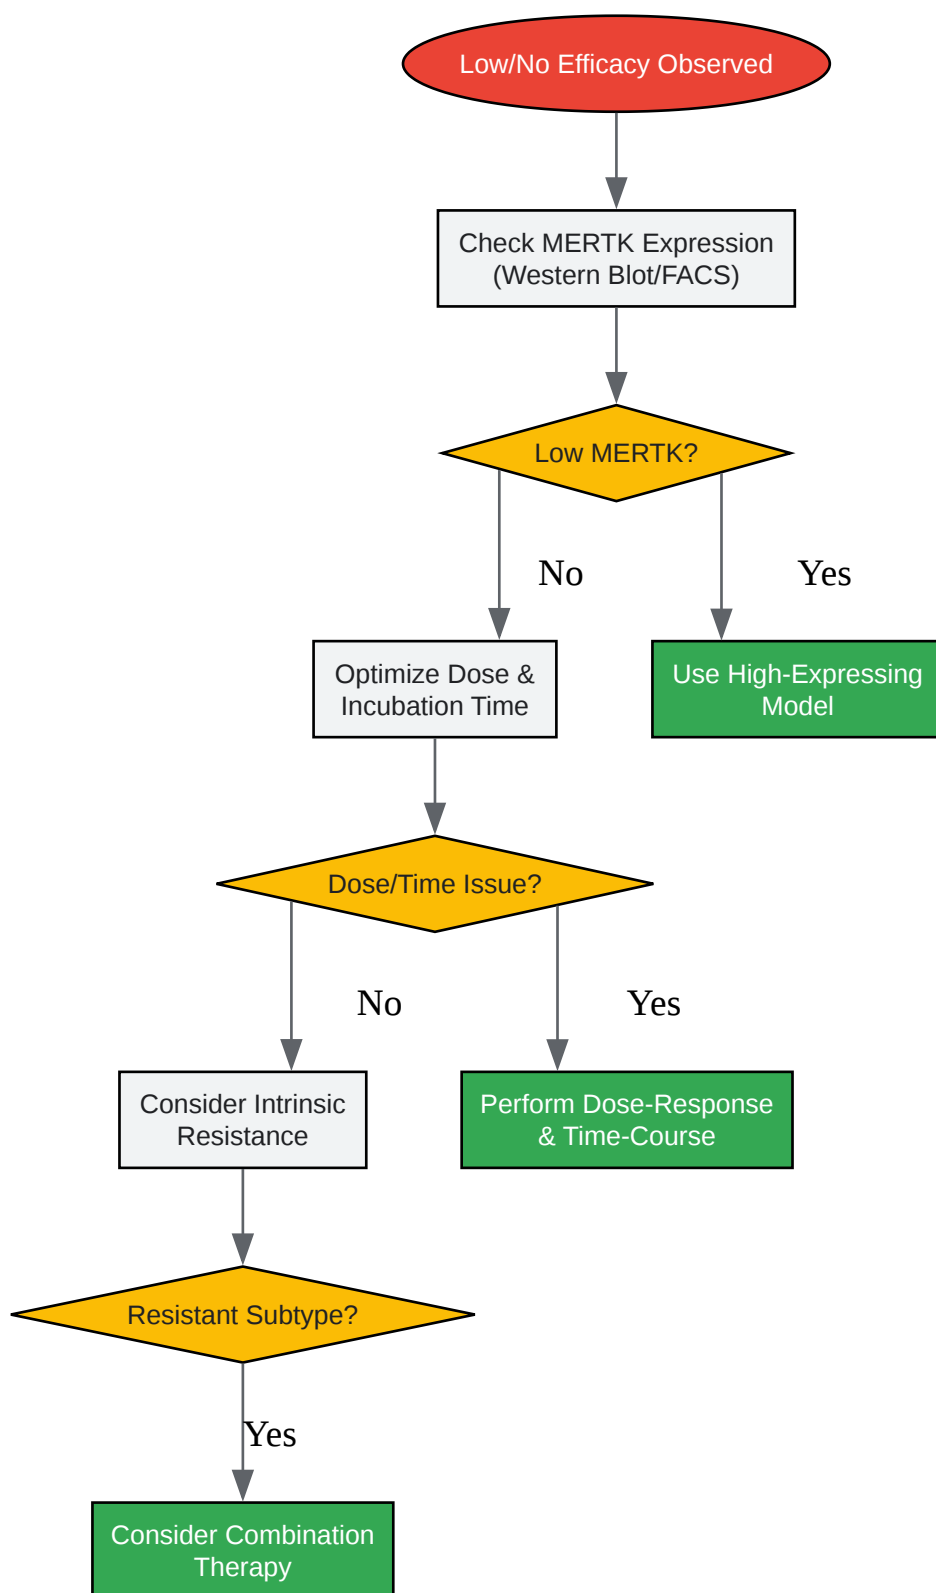 Low/No Efficacy Observed
Check MERTK Expression
(Western Blot/FACS)
Low MERTK?
No
Yes
Optimize Dose &
Incubation Time
Use High-Expressing
Model
Dose/Time Issue?
No
Yes
Consider Intrinsic
Resistance
Perform Dose-Response
& Time-Course
Resistant Subtype?
Yes
Consider Combination
Therapy